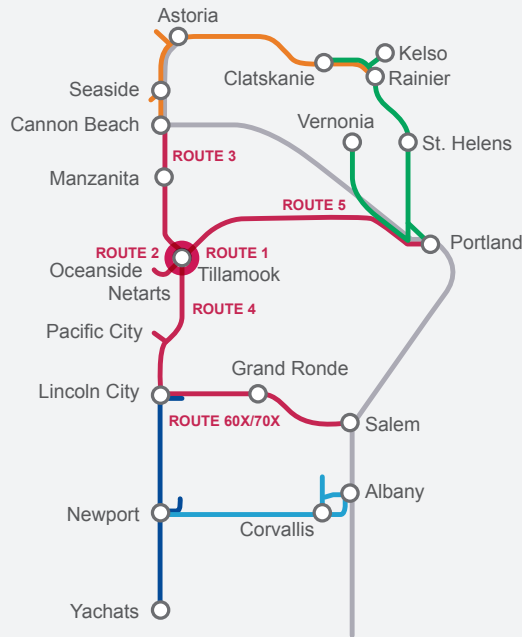 Astoria
Kelso
Clatskanie
Rainier
Seaside
Cannon Beach
Vernonia
St. Helens
ROUTE 3
Manzanita
ROUTE 5
Portland
ROUTE 2
ROUTE 1
Oceanside
Tillamook
Netarts
ROUTE 4
Pacific City
Grand Ronde
Lincoln City
ROUTE 60X/70X
Salem
Albany
Newport
Corvallis
Yachats